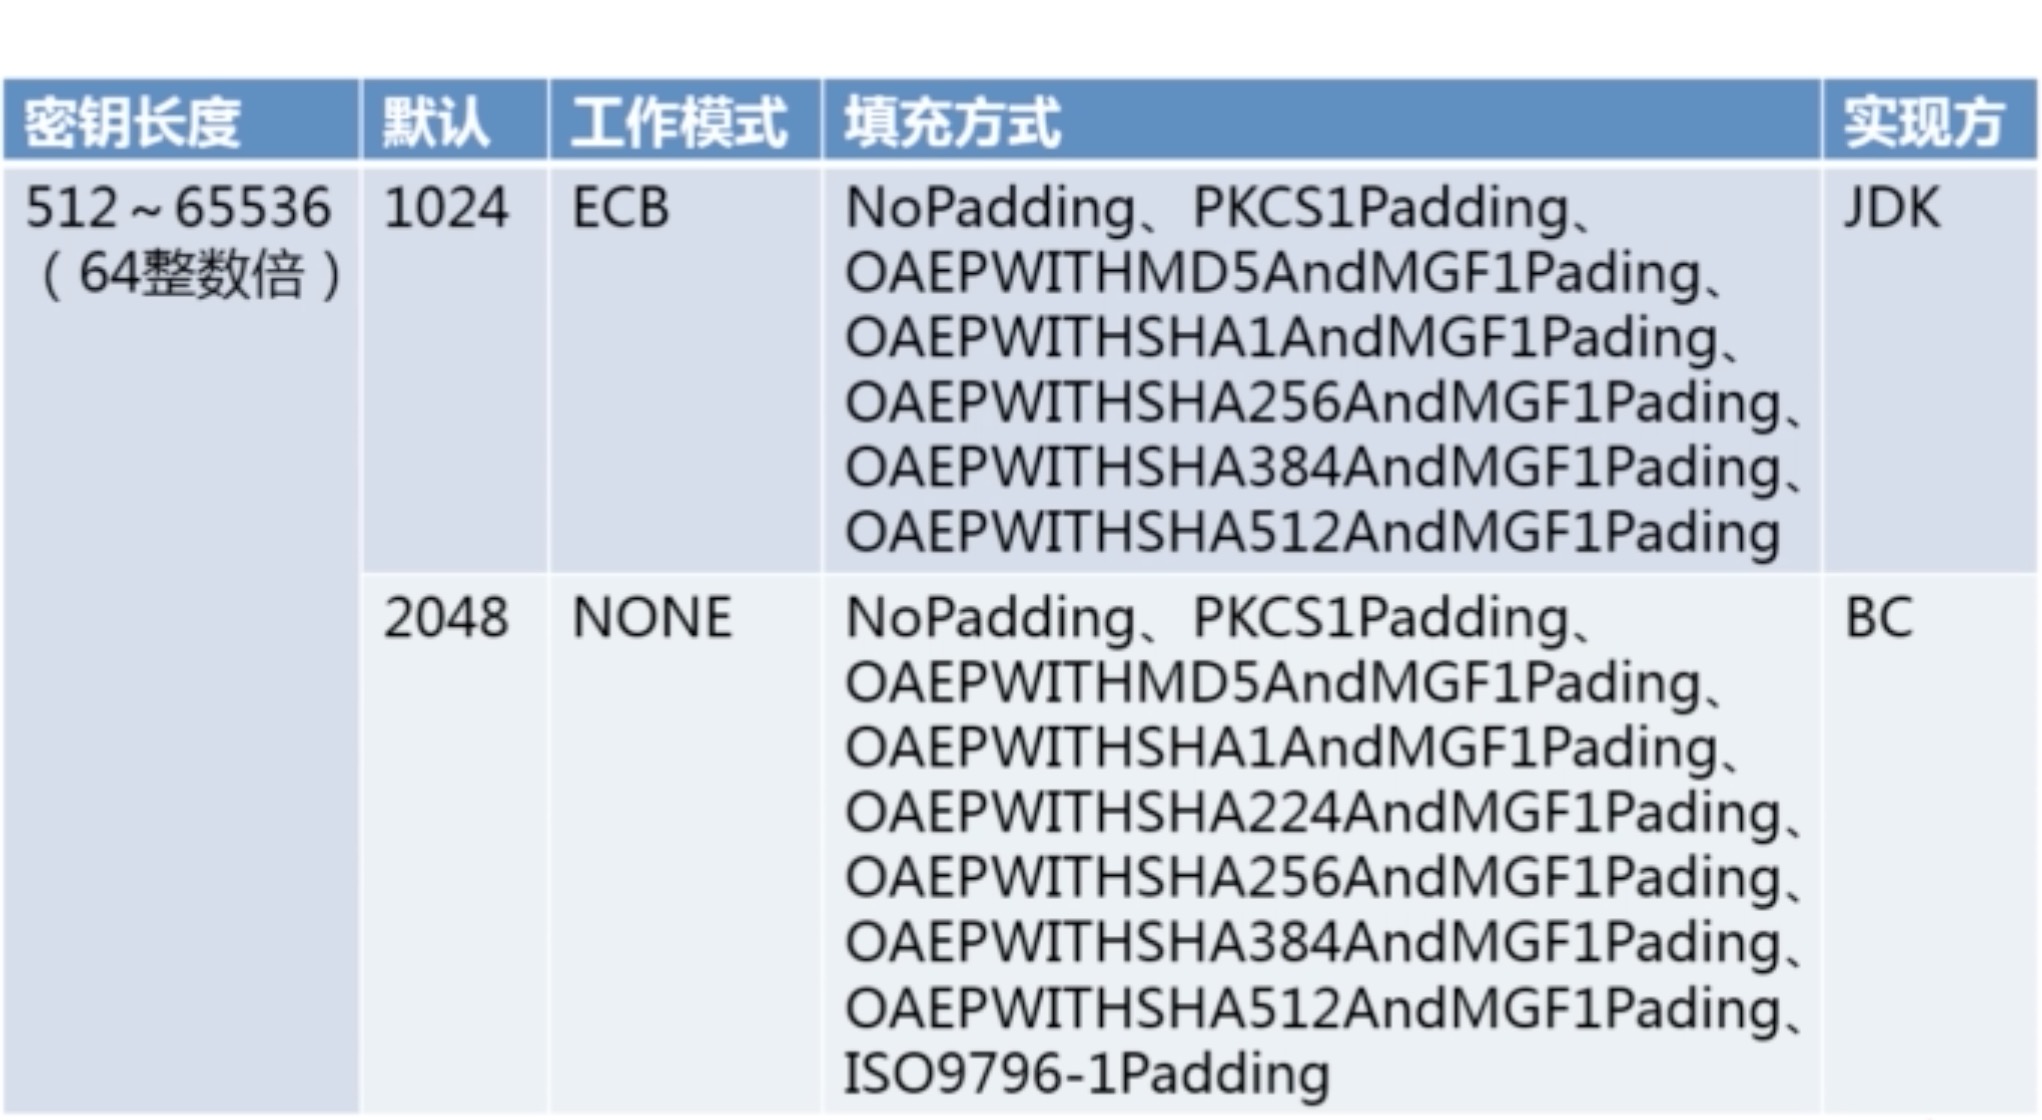 密钥长度 默认 工作模式 填充方式 实现方
512～65536 1024 ECB NoPadding、PKCS1Padding、 JDK
（64整数倍） OAEPWITHMD5AndMGF1Pading、
OAEPWITHSHA1AndMGF1Pading、
OAEPWITHSHA256AndMGF1Pading、
OAEPWITHSHA384AndMGF1Pading、
OAEPWITHSHA512AndMGF1Pading
2048 NONE NoPadding、PKCS1Padding、 BC
OAEPWITHMD5AndMGF1Pading、
OAEPWITHSHA1AndMGF1Pading、
OAEPWITHSHA224AndMGF1Pading、
OAEPWITHSHA256AndMGF1Pading、
OAEPWITHSHA384AndMGF1Pading、
OAEPWITHSHA512AndMGF1Pading、
ISO9796-1Padding